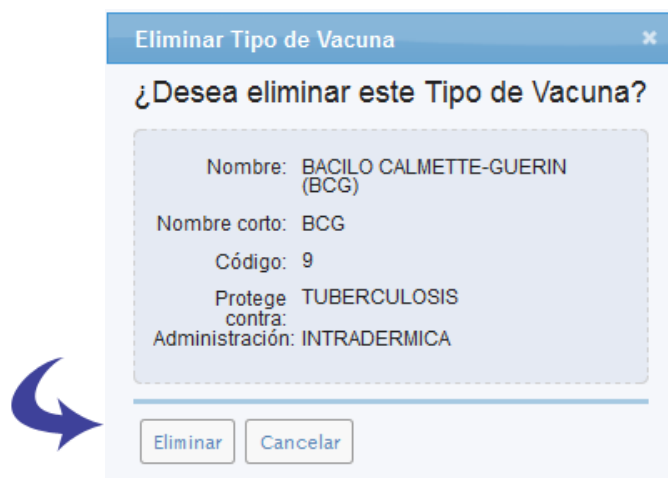 Eliminar Tipo de Vacuna
¿Desea eliminar este Tipo de Vacuna?
Nombre: BACILO CALMETTE-GUERIN
(BCG)
Nombre corto: BCG
Código: 9
Protege TUBERCULOSIS
contra:
Administración: INTRADERMICA
Eliminar Cancelar